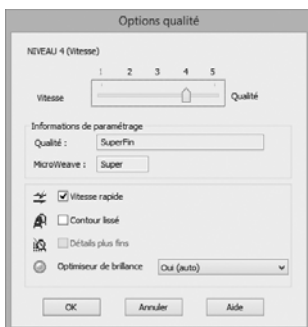 Options qualité
NIVEAU 4 (Vitesse)
1 2 3 4 5
Vitesse Qualité
Informations de paramétrage
Qualité : SuperFin
MicroWeave : Super
Vitesse rapide
Contour lissé
Détails plus fins
Optimiseur de brillance Oui (auto)
OK Annuler Aide